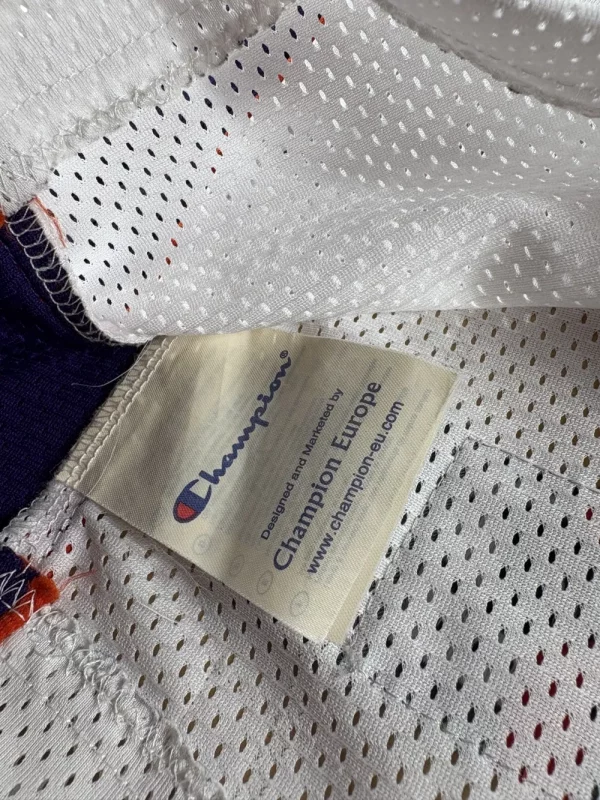 Champion®
Designed and Marketed by
Champion Europe
www.champion-eu.com